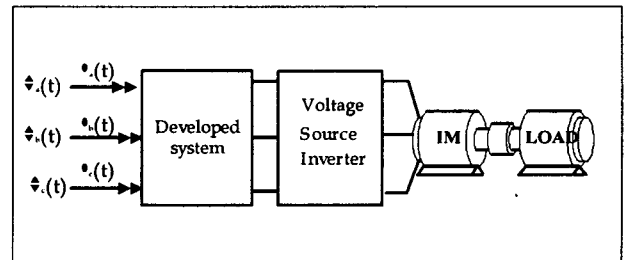 a(t) a(t)
b(t) b(t)
c(t) c(t)
Developed
system
Voltage
Source
Inverter
IM
LOAD